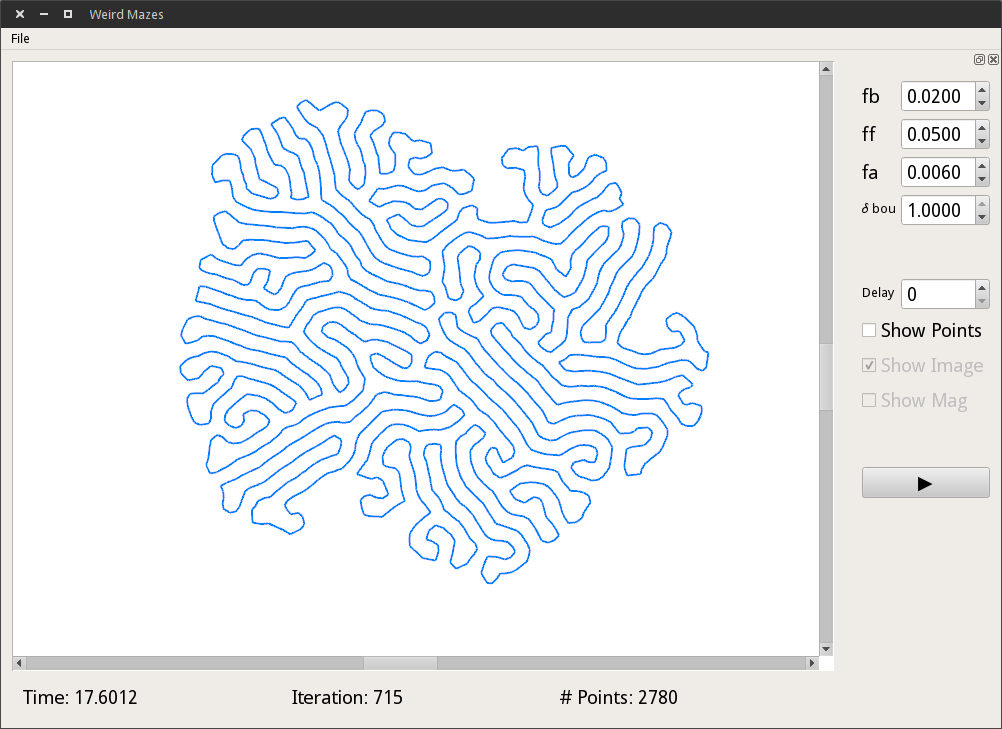 Weird Mazes
File
fb 0.0200
ff 0.0500
fa 0.0060
δ bou 1.0000
Delay 0
Show Points
Show Image
Show Mag
Time: 17.6012 Iteration: 715 # Points: 2780